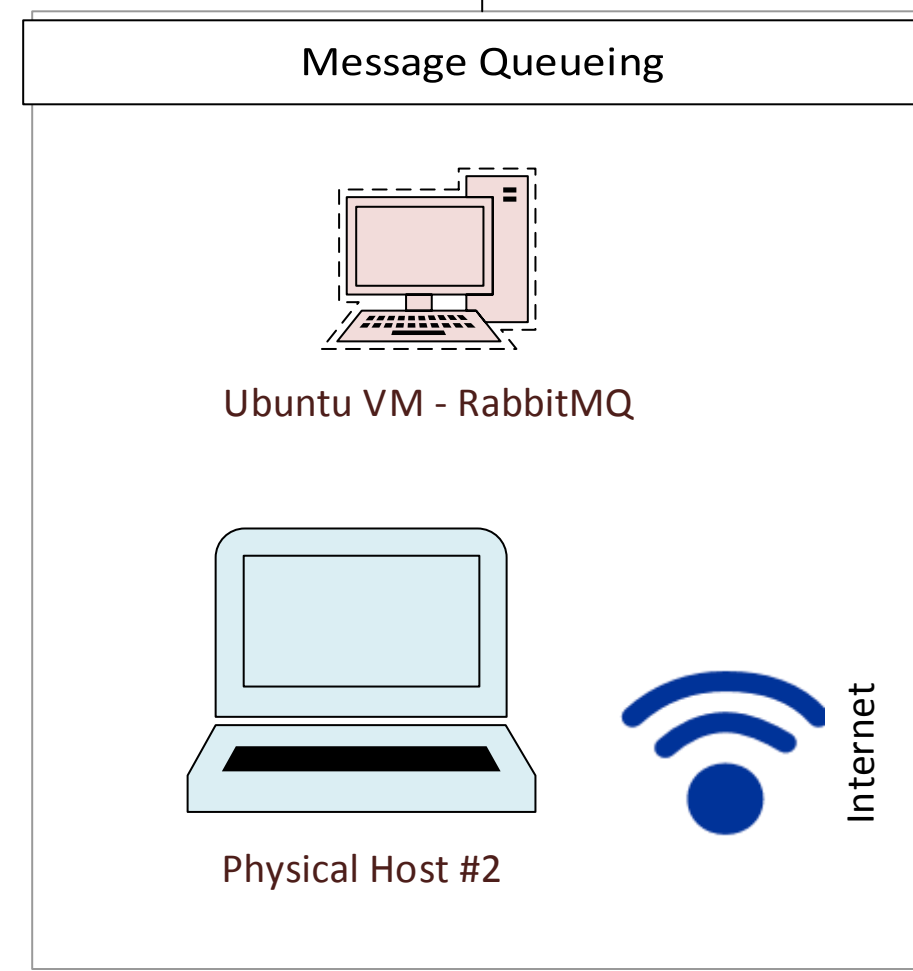 Message Queueing
Ubuntu VM - RabbitMQ
Internet
Physical Host #2